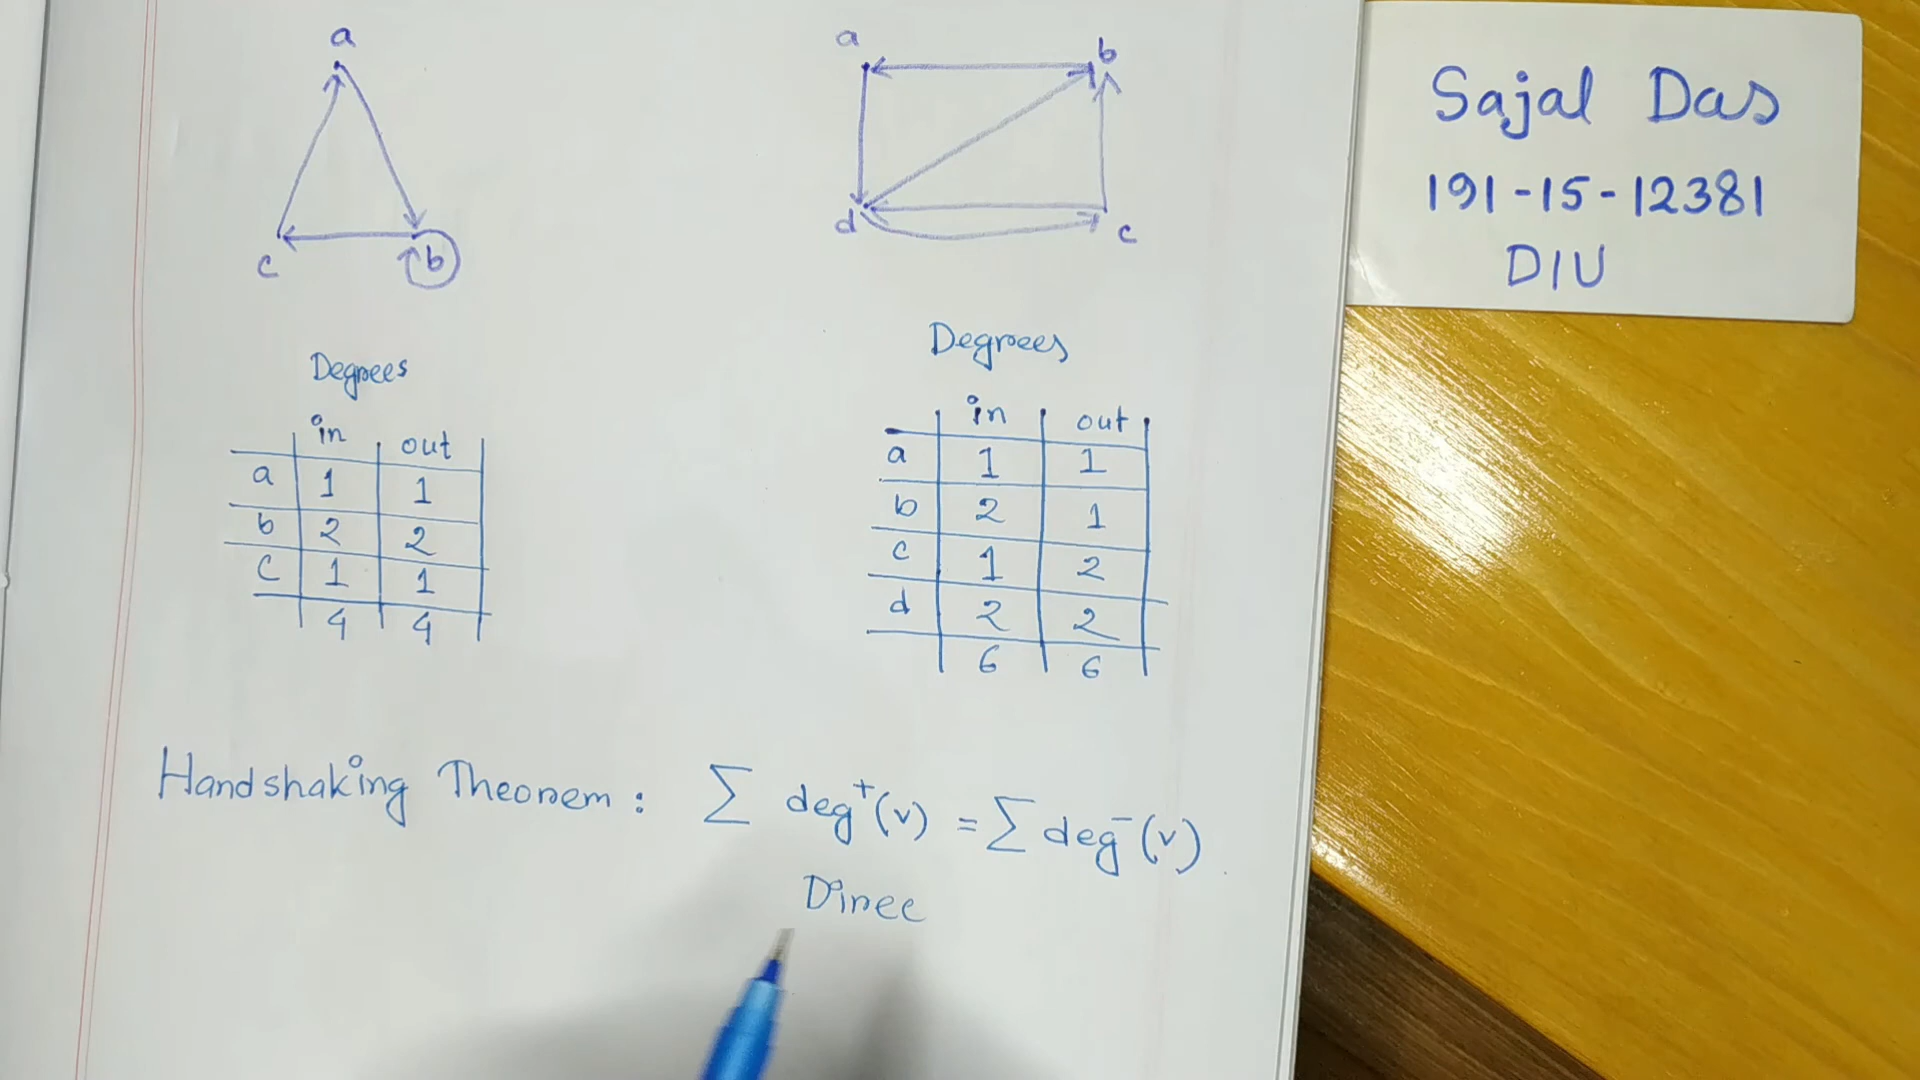 a
c
b
a
b
d
c
Sajal Das
191-15-12381
DIU
Degrees
in out
a 1 1
b 2 2
c 1 1
4 4
Degrees
in out
a 1 1
b 2 1
c 1 2
d 2 2
6 6
Handshaking Theorem : ∑ deg⁺(v) = ∑ deg⁻(v)
Direc